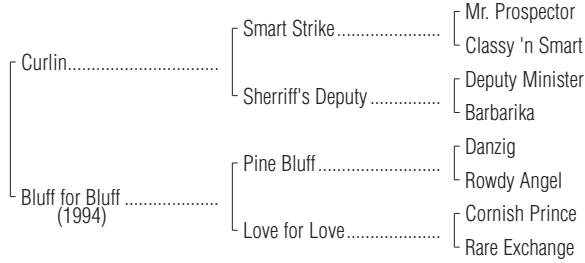 Mr. Prospector
Smart Strike
Classy 'n Smart
Curlin
Deputy Minister
Sherriff's Deputy
Barbarika
Danzig
Pine Bluff
Rowdy Angel
Bluff for Bluff
(1994)
Cornish Prince
Love for Love
Rare Exchange